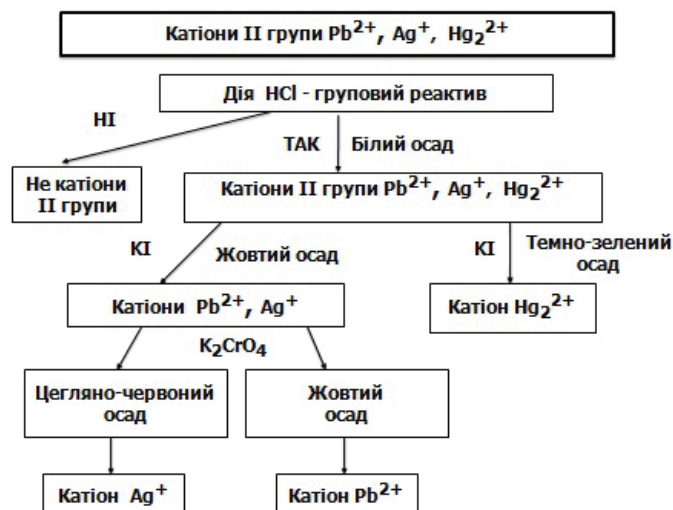 Катіони II групи Pb²⁺, Ag⁺, Hg₂²⁺
Дія HCl - груповий реактив
НІ
ТАК Білий осад
Не катіони
II групи
Катіони II групи Pb²⁺, Ag⁺, Hg₂²⁺
KI Жовтий осад
KI Темно-зелений
осад
Катіони Pb²⁺, Ag⁺
Катіон Hg₂²⁺
K₂CrO₄
Цегляно-червоний
осад
Жовтий
осад
Катіон Ag⁺
Катіон Pb²⁺